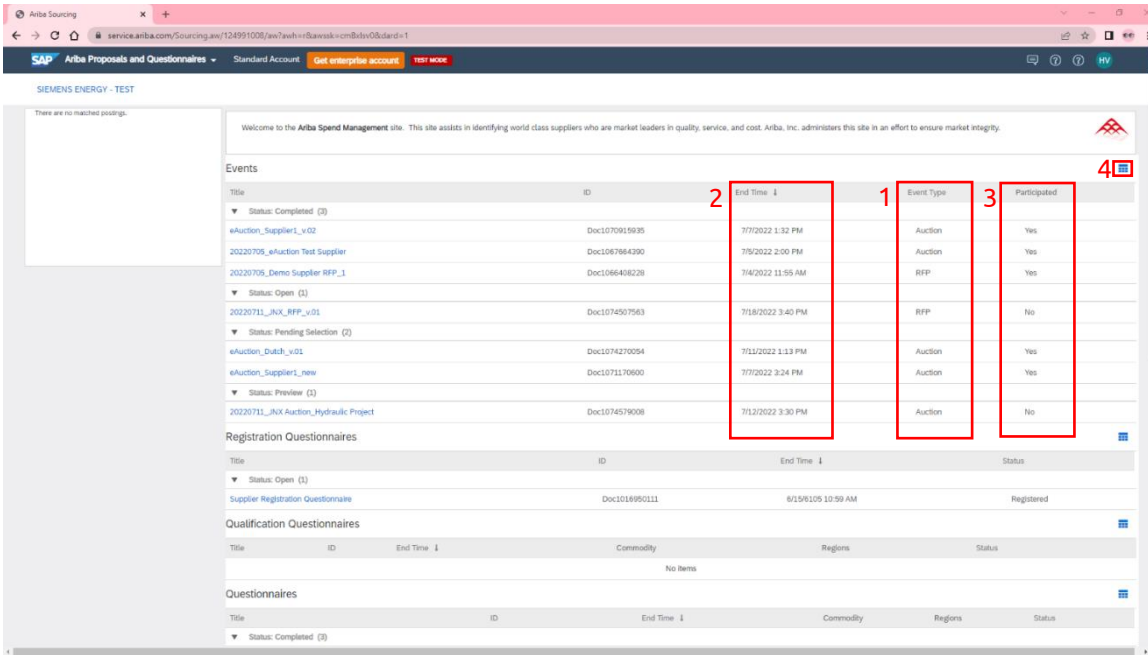 Ariba Sourcing
service.ariba.com/Sourcing.aw/124991008/aw?awh=r&awssk=cmBxlsv0&dard=1
SAP Ariba Proposals and Questionnaires Standard Account Get enterprise account TEST MODE HV
SIEMENS ENERGY - TEST
There are no matched postings.
Welcome to the Ariba Spend Management site. This site assists in identifying world class suppliers who are market leaders in quality, service, and cost. Ariba, Inc. administers this site in an effort to ensure market integrity.
Events 4
Title ID 2 End Time ↓ 1 Event Type 3 Participated
▼ Status: Completed (3)
eAuction_Supplier1_v.02 Doc1070915935 7/7/2022 1:32 PM Auction Yes
20220705_eAuction Test Supplier Doc1067664390 7/5/2022 2:00 PM Auction Yes
20220705_Demo Supplier RFP_1 Doc1066408228 7/4/2022 11:55 AM RFP Yes
▼ Status: Open (1)
20220711_JNX_RFP_v.01 Doc1074507563 7/18/2022 3:40 PM RFP No
▼ Status: Pending Selection (2)
eAuction_Dutch_v.01 Doc1074270054 7/11/2022 1:13 PM Auction Yes
eAuction_Supplier1_new Doc1071170600 7/7/2022 3:24 PM Auction Yes
▼ Status: Preview (1)
20220711_JNX Auction_Hydraulic Project Doc1074579008 7/12/2022 3:30 PM Auction No
Registration Questionnaires
Title ID End Time ↓ Status
▼ Status: Open (1)
Supplier Registration Questionnaire Doc1016950111 6/15/6105 10:59 AM Registered
Qualification Questionnaires
Title ID End Time ↓ Commodity Regions Status
No items
Questionnaires
Title ID End Time ↓ Commodity Regions Status
▼ Status: Completed (3)